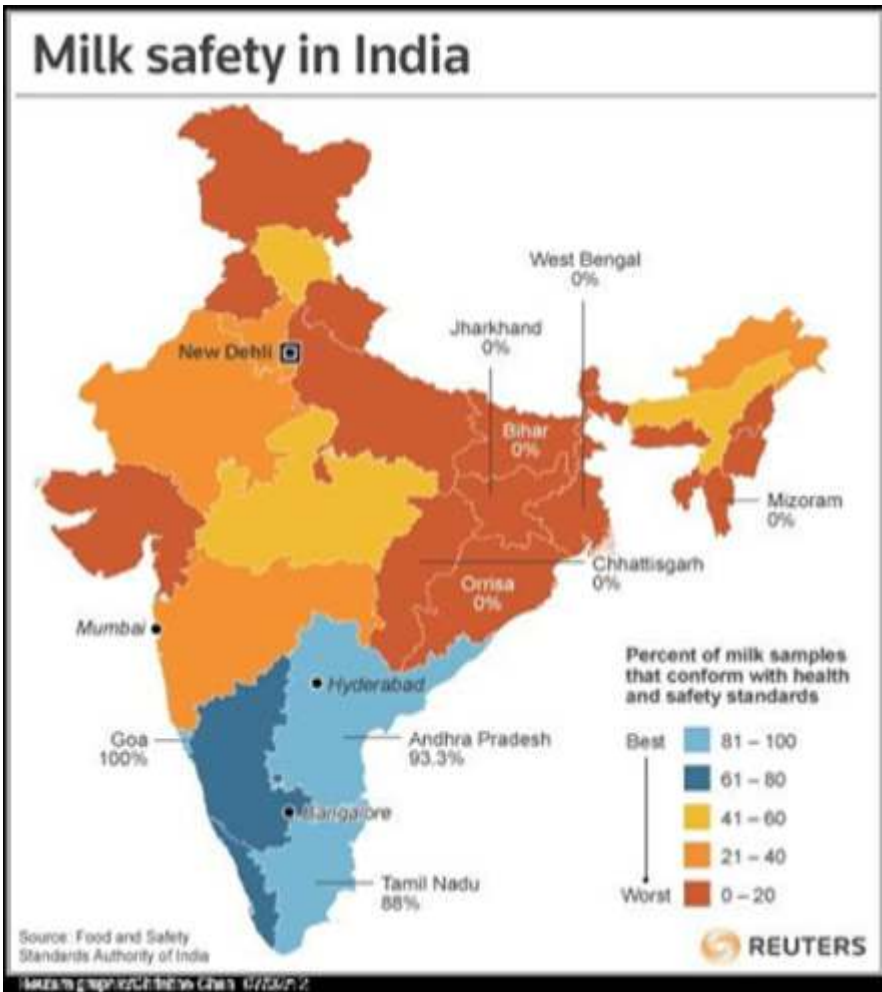 Milk safety in India
West Bengal
0%
Jharkhand
0%
New Dehli
Bihar
0%
Mizoram
0%
Chhattisgarh
0%
Orrisa
0%
Mumbai
Hyderabad
Goa
100%
Andhra Pradesh
93.3%
Bangalore
Tamil Nadu
88%
Percent of milk samples
that conform with health
and safety standards
Best
81 – 100
61 – 80
41 – 60
21 – 40
Worst
0 – 20
Source: Food and Safety
Standards Authority of India
REUTERS